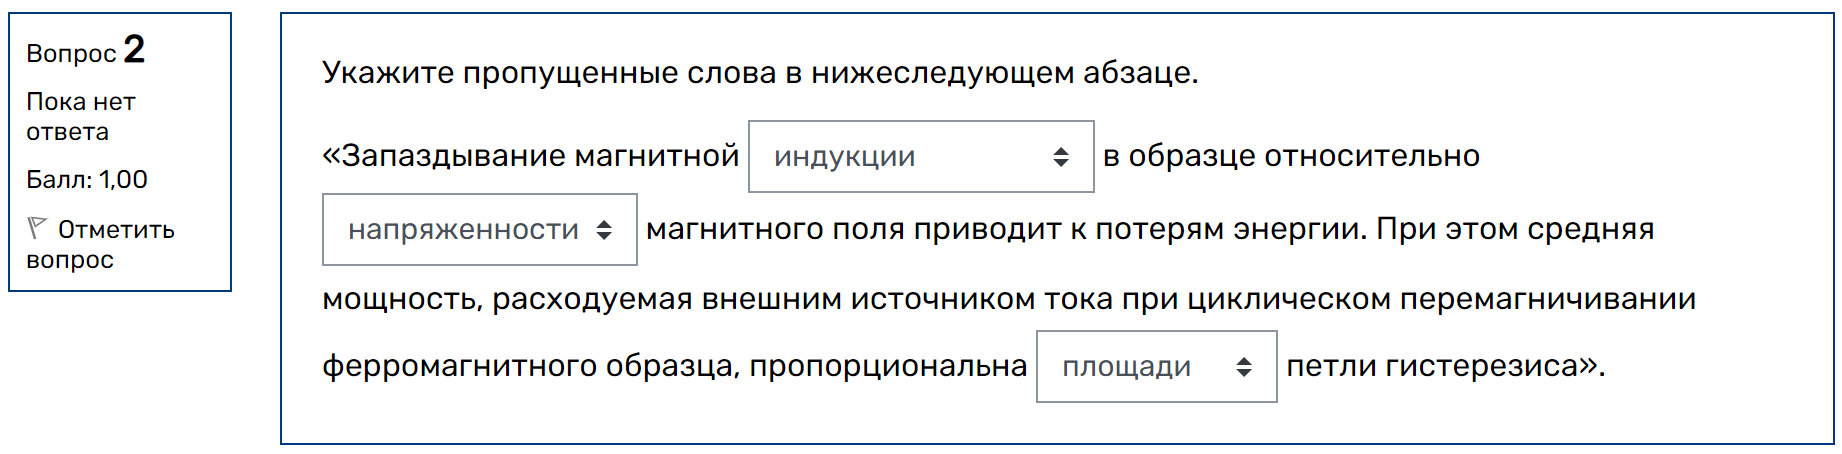 Вопрос 2
Пока нет
ответа
Балл: 1,00
Отметить
вопрос
Укажите пропущенные слова в нижеследующем абзаце.
«Запаздывание магнитной индукции в образце относительно
напряженности магнитного поля приводит к потерям энергии. При этом средняя
мощность, расходуемая внешним источником тока при циклическом перемагничивании
ферромагнитного образца, пропорциональна площади петли гистерезиса».